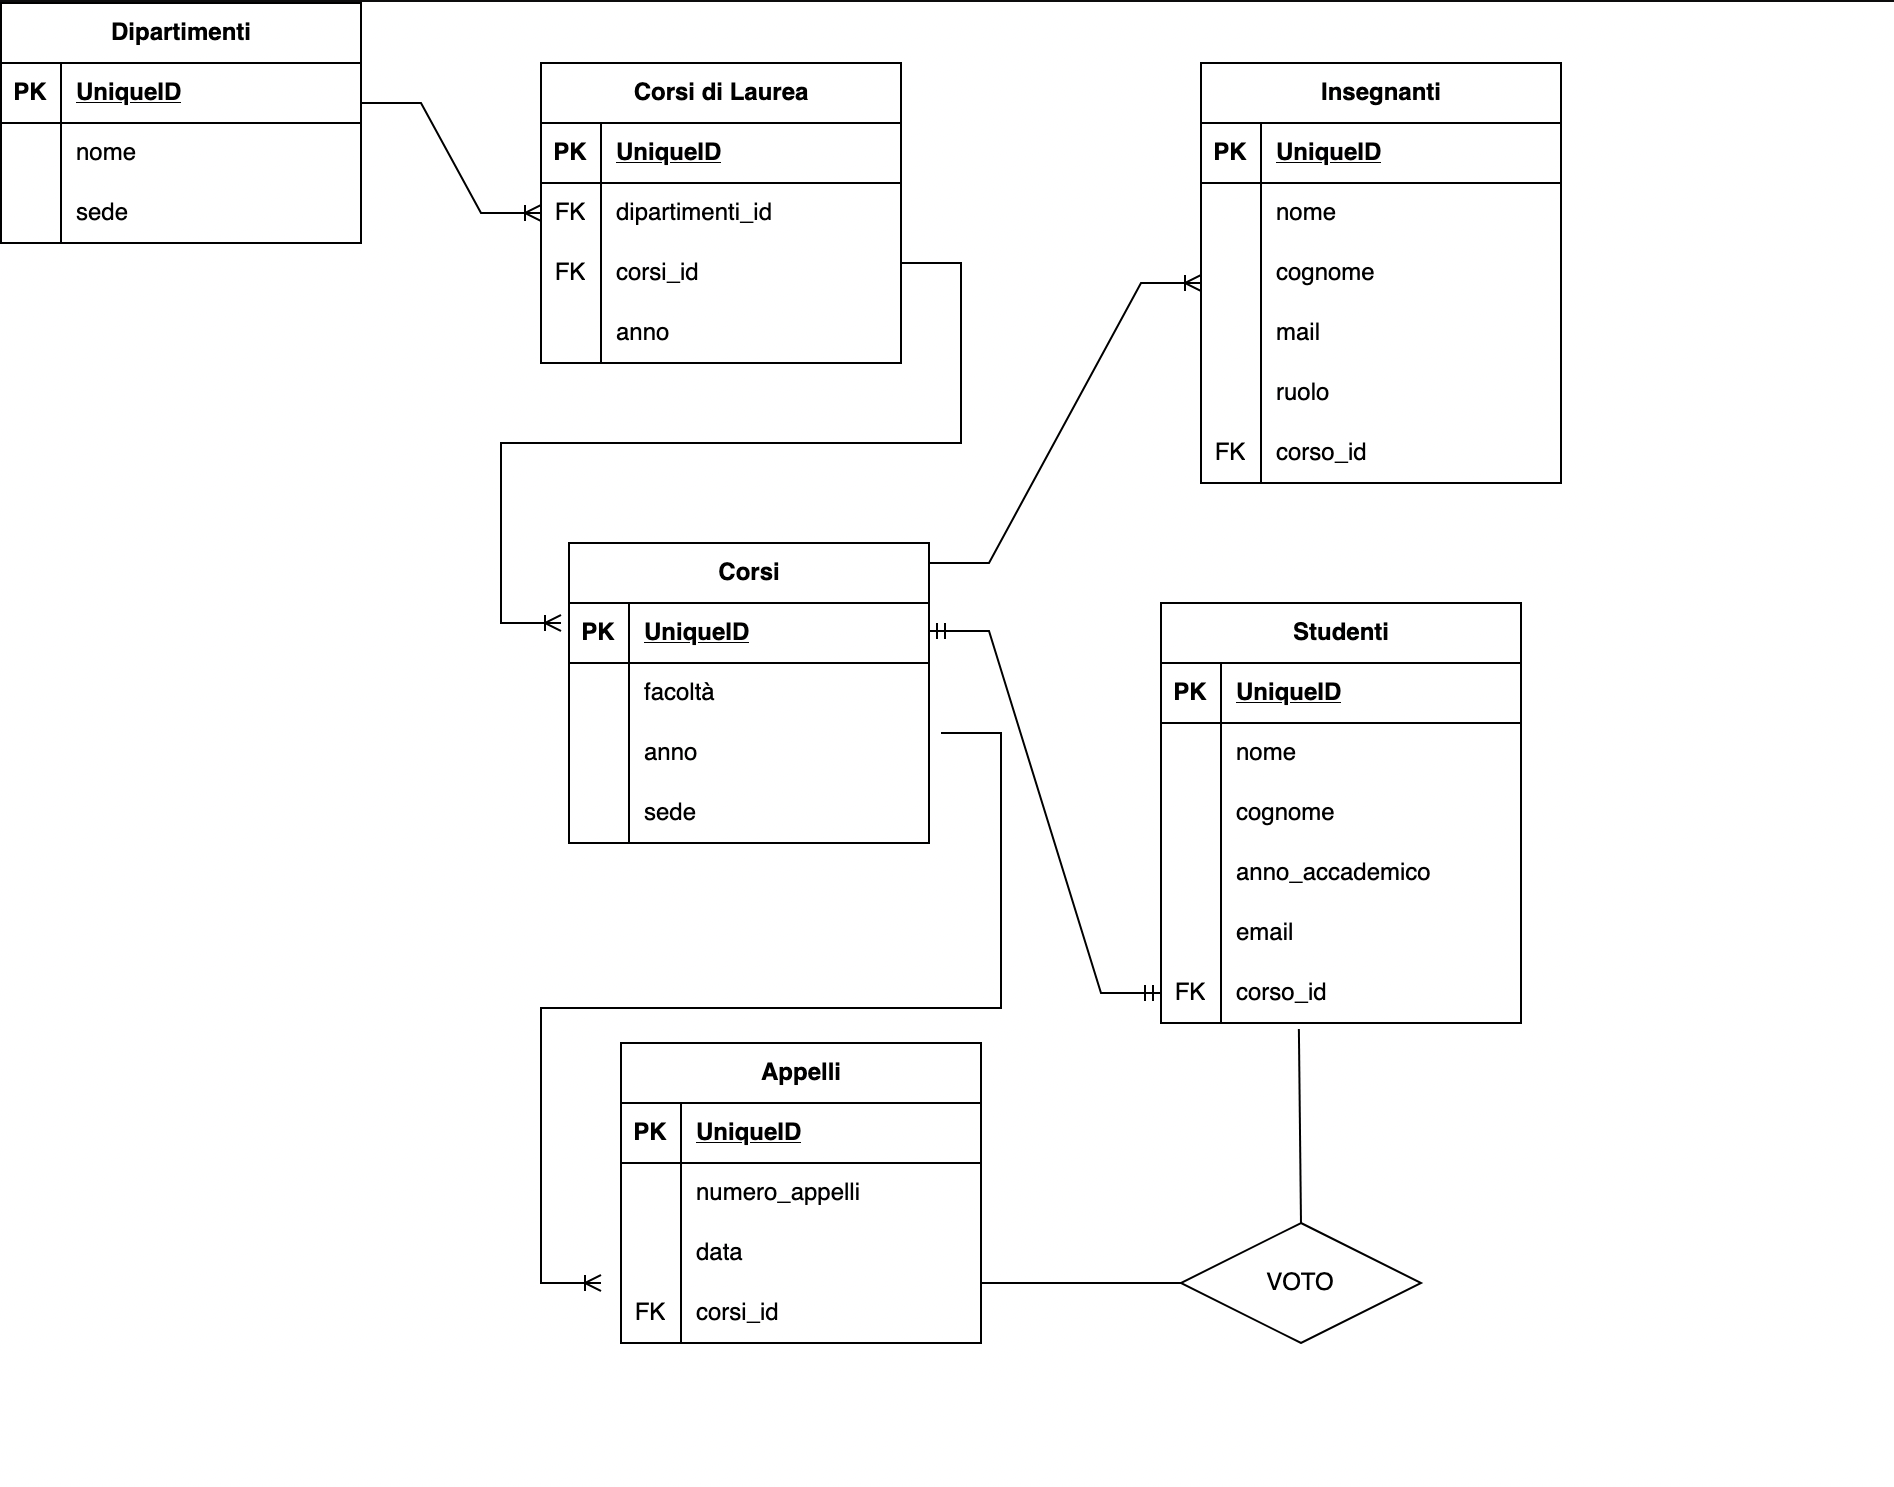 Dipartimenti
PK UniqueID
nome
sede
Corsi di Laurea
PK UniqueID
FK dipartimenti_id
FK corsi_id
anno
Insegnanti
PK UniqueID
nome
cognome
mail
ruolo
FK corso_id
Corsi
PK UniqueID
facoltà
anno
sede
Studenti
PK UniqueID
nome
cognome
anno_accademico
email
FK corso_id
Appelli
PK UniqueID
numero_appelli
data
FK corsi_id
VOTO